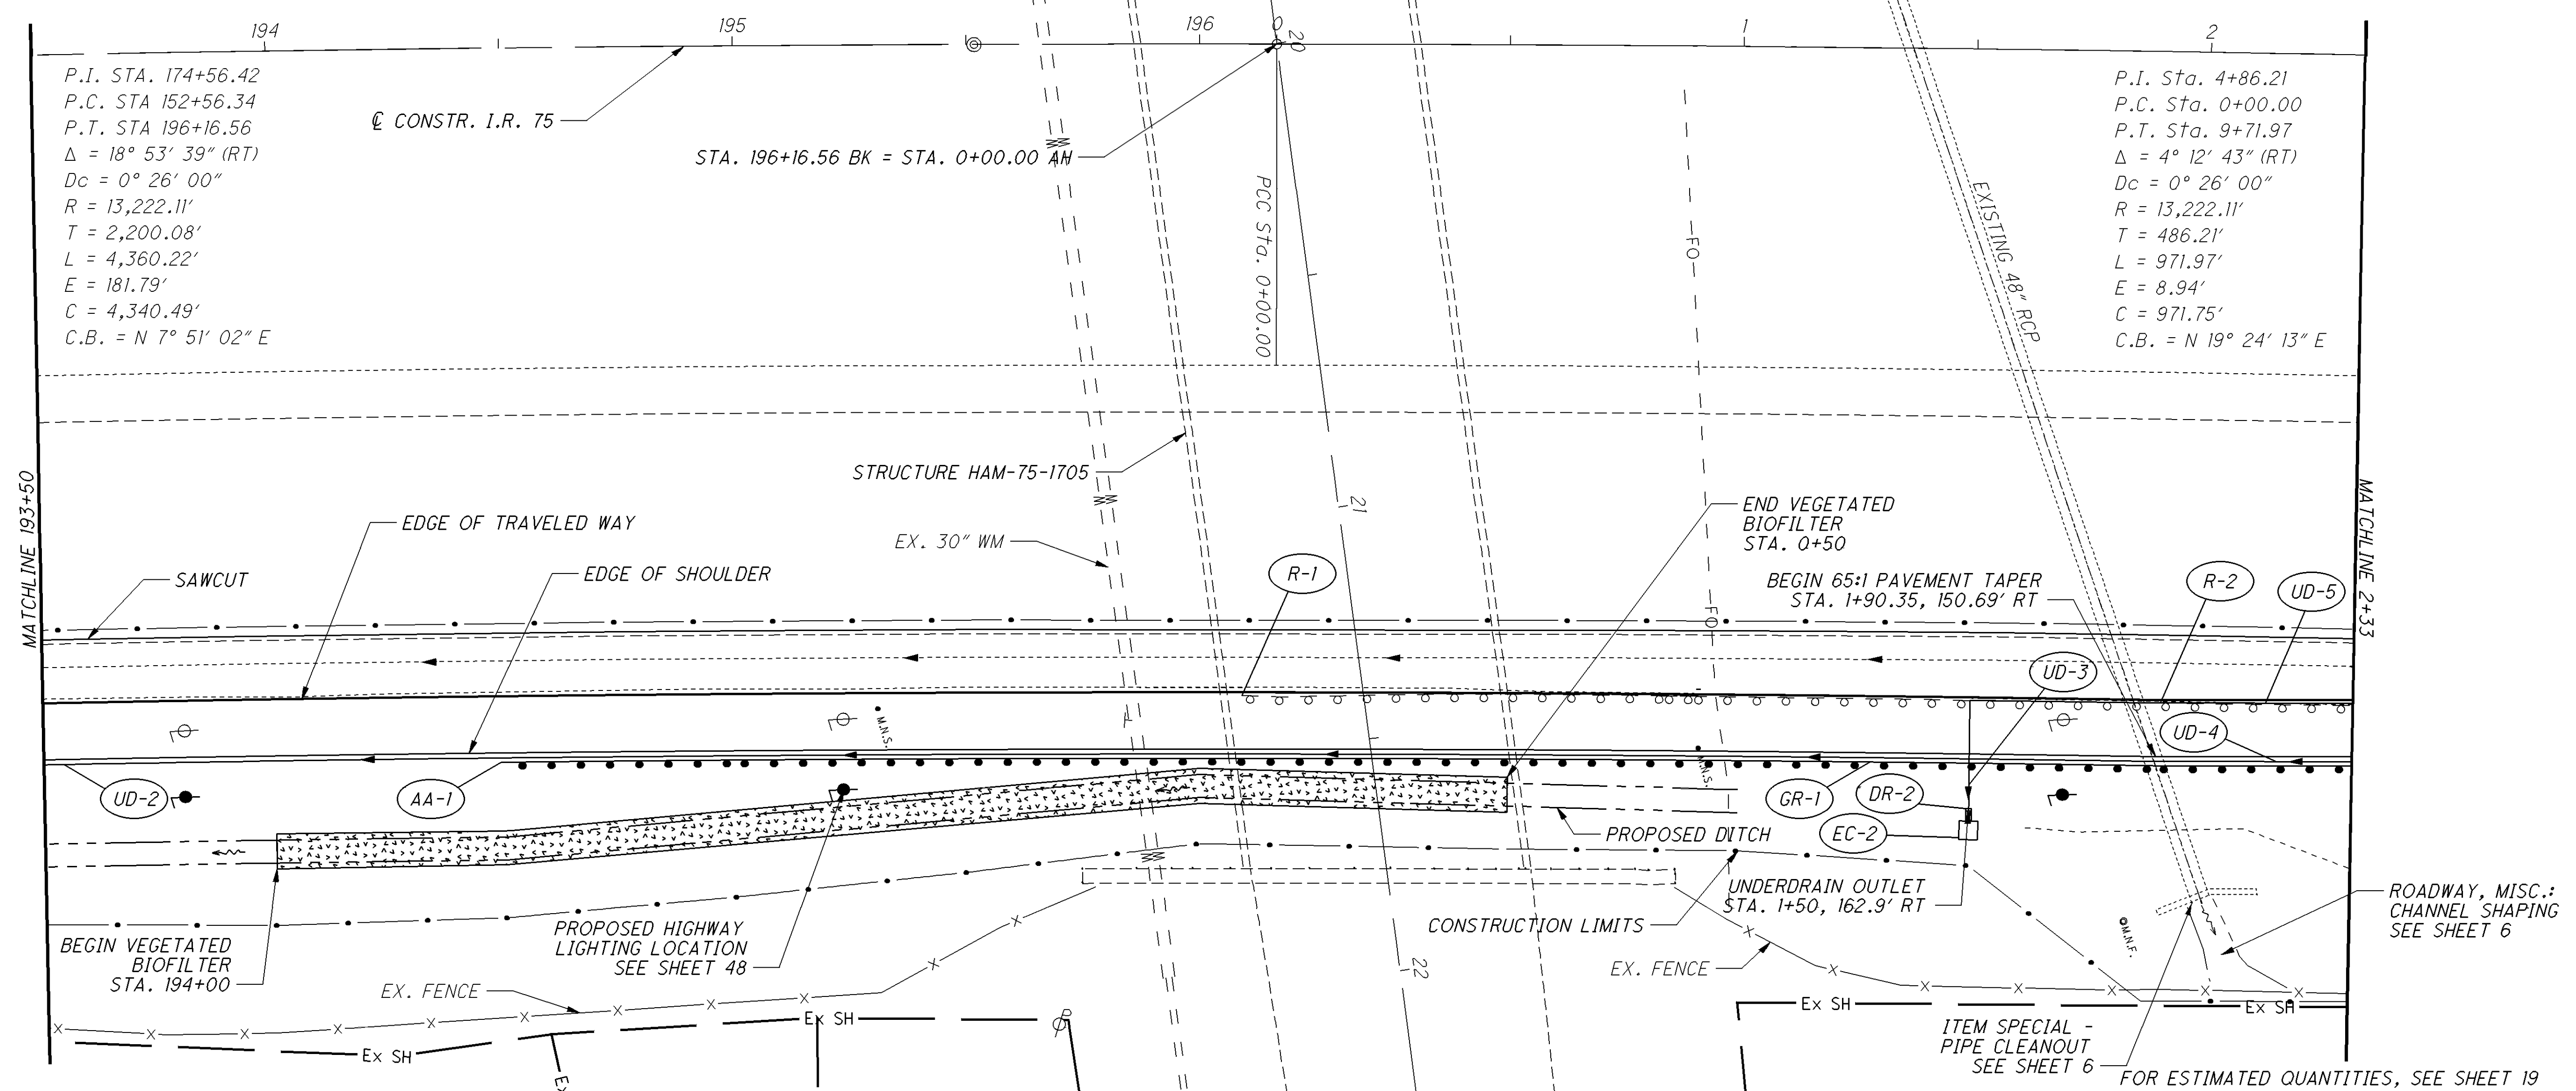 194
195
196
0
20
1
2
P.I. STA. 174+56.42
P.C. STA 152+56.34
P.T. STA 196+16.56
Δ = 18° 53' 39" (RT)
Dc = 0° 26' 00"
R = 13,222.11'
T = 2,200.08'
L = 4,360.22'
E = 181.79'
C = 4,340.49'
C.B. = N 7° 51' 02" E
℄ CONSTR. I.R. 75
STA. 196+16.56 BK = STA. 0+00.00 AH
PCC Sta. 0+00.00
P.I. Sta. 4+86.21
P.C. Sta. 0+00.00
P.T. Sta. 9+71.97
Δ = 4° 12' 43" (RT)
Dc = 0° 26' 00"
R = 13,222.11'
T = 486.21'
L = 971.97'
E = 8.94'
C = 971.75'
C.B. = N 19° 24' 13" E
FO
EXISTING 48" RCP
W
W
STRUCTURE HAM-75-1705
MATCHLINE 193+50
MATCHLINE 2+33
EDGE OF TRAVELED WAY
EX. 30" WM
W
W
21
END VEGETATED
BIOFILTER
STA. 0+50
SAWCUT
EDGE OF SHOULDER
R-1
BEGIN 65:1 PAVEMENT TAPER
STA. 1+90.35, 150.69' RT
R-2
UD-5
FO
UD-3
M.N.S.
UD-4
M.N.S.
UD-2
AA-1
GR-1
DR-2
EC-2
PROPOSED DITCH
W
UNDERDRAIN OUTLET
STA. 1+50, 162.9' RT
ROADWAY, MISC.:
CHANNEL SHAPING
SEE SHEET 6
BEGIN VEGETATED
BIOFILTER
STA. 194+00
PROPOSED HIGHWAY
LIGHTING LOCATION
SEE SHEET 48
CONSTRUCTION LIMITS
M.N.F.
22
EX. FENCE
EX. FENCE
Ex SH
Ex SH
Ex SH
Ex SH
P
Ex
ITEM SPECIAL -
PIPE CLEANOUT
SEE SHEET 6
FOR ESTIMATED QUANTITIES, SEE SHEET 19